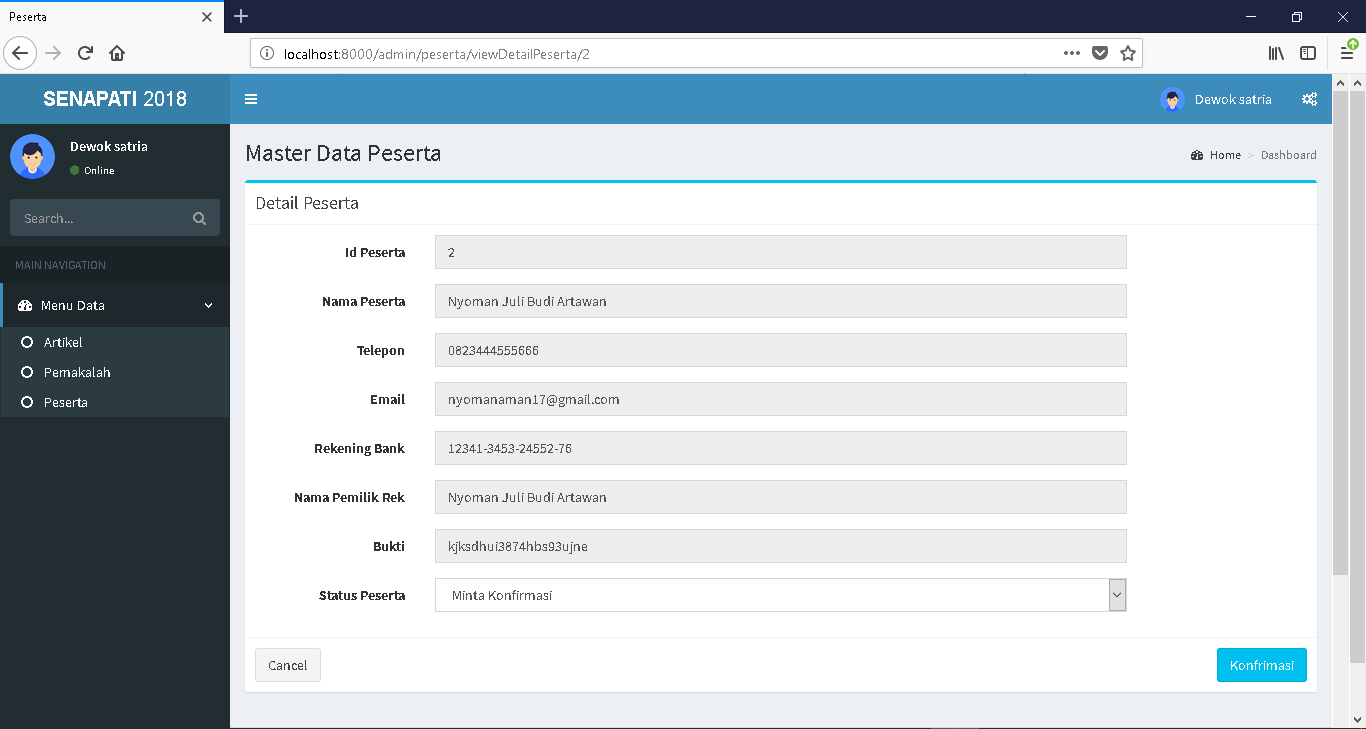 Peserta
localhost:8000/admin/peserta/viewDetailPeserta/2
SENAPATI 2018
Dewok satria
Dewok satria
Online
Search...
MAIN NAVIGATION
Menu Data
Artikel
Pemakalah
Peserta
Master Data Peserta
Home > Dashboard
Detail Peserta
Id Peserta 2
Nama Peserta Nyoman Juli Budi Artawan
Telepon 0823444555666
Email nyomanaman17@gmail.com
Rekening Bank 12341-3453-24552-76
Nama Pemilik Rek Nyoman Juli Budi Artawan
Bukti kjksdhui3874hbs93ujne
Status Peserta Minta Konfirmasi
Cancel Konfrimasi